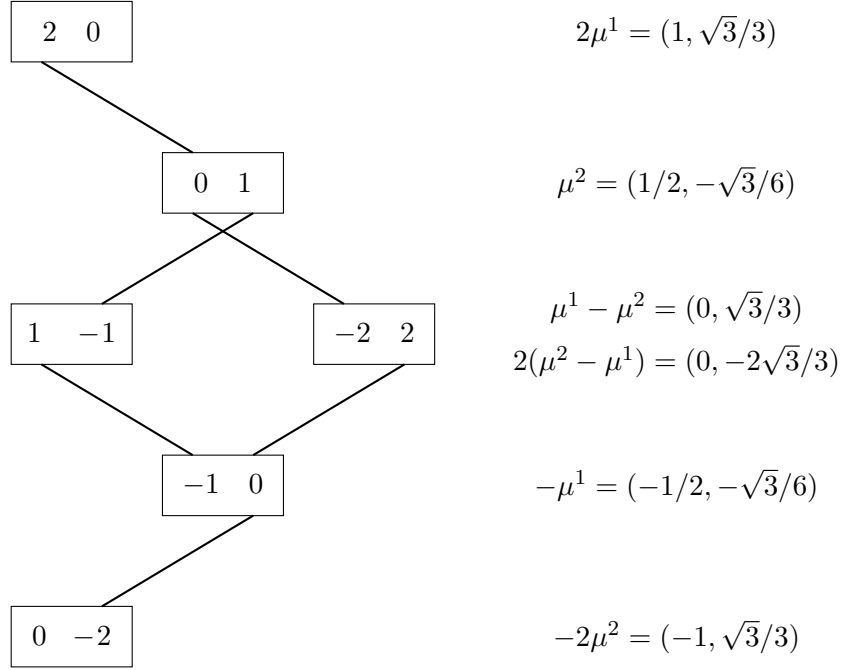 2 0 2μ¹ = (1, √3/3)
0 1 μ² = (1/2, −√3/6)
1 −1 −2 2 μ¹ − μ² = (0, √3/3)
2(μ² − μ¹) = (0, −2√3/3)
−1 0 −μ¹ = (−1/2, −√3/6)
0 −2 −2μ² = (−1, √3/3)